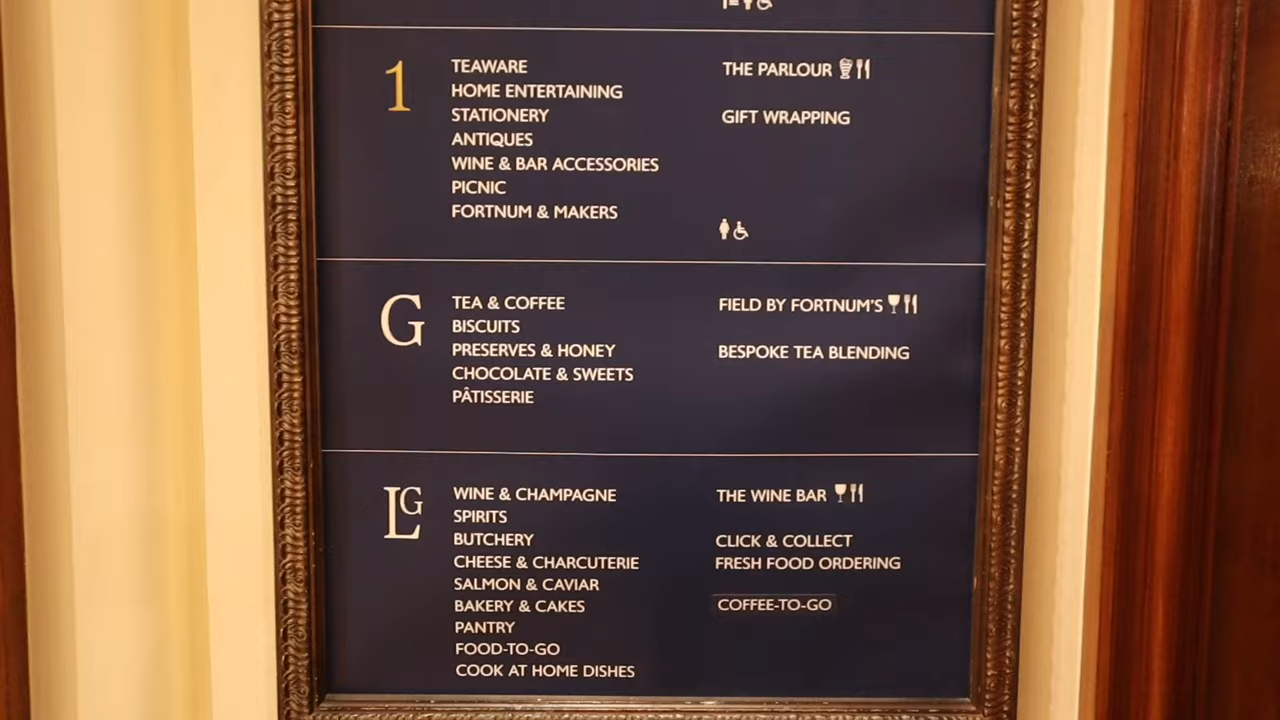 1
TEAWARE
HOME ENTERTAINING
STATIONERY
ANTIQUES
WINE & BAR ACCESSORIES
PICNIC
FORTNUM & MAKERS
THE PARLOUR
GIFT WRAPPING
G
TEA & COFFEE
BISCUITS
PRESERVES & HONEY
CHOCOLATE & SWEETS
PÂTISSERIE
FIELD BY FORTNUM'S
BESPOKE TEA BLENDING
LG
WINE & CHAMPAGNE
SPIRITS
BUTCHERY
CHEESE & CHARCUTERIE
SALMON & CAVIAR
BAKERY & CAKES
PANTRY
FOOD-TO-GO
COOK AT HOME DISHES
THE WINE BAR
CLICK & COLLECT
FRESH FOOD ORDERING
COFFEE-TO-GO